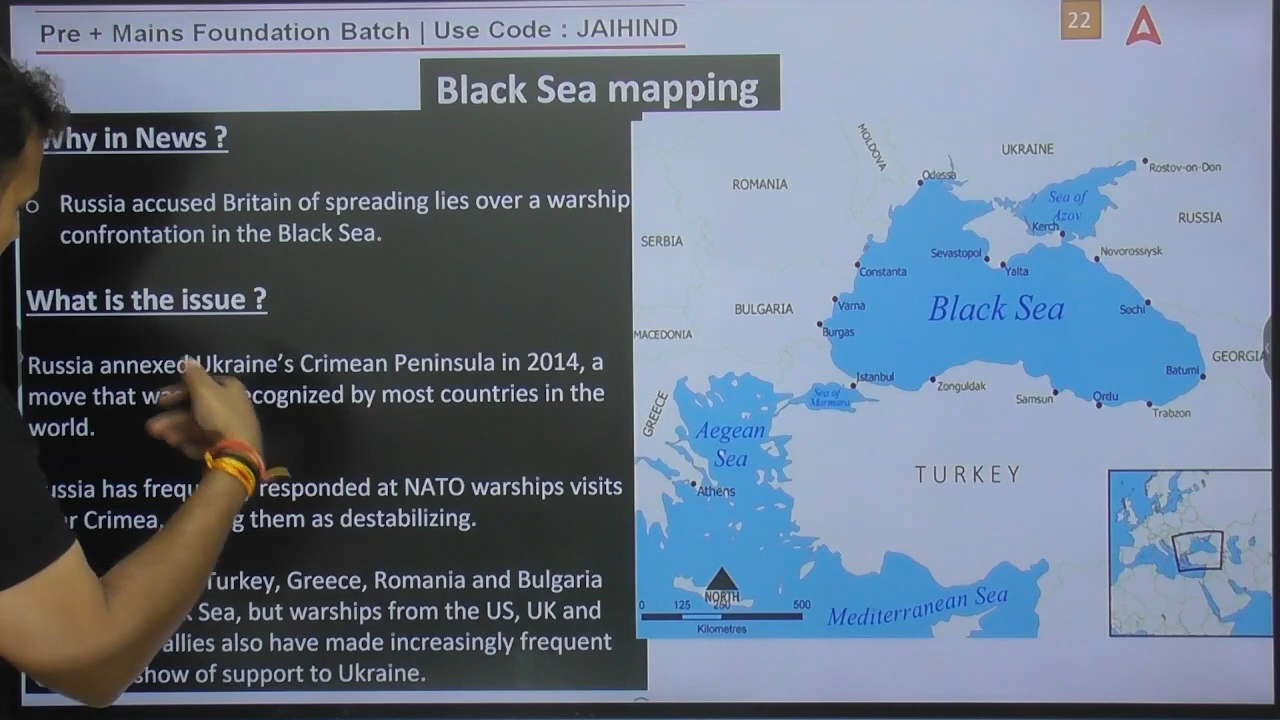 Pre + Mains Foundation Batch | Use Code : JAIHIND
22
Black Sea mapping
Why in News ?
Russia accused Britain of spreading lies over a warship
confrontation in the Black Sea.
What is the issue ?
Russia annexed Ukraine's Crimean Peninsula in 2014, a
move that recognized by most countries in the
world.
responded at NATO warships visits
Crimea, them as destabilizing.
Turkey, Greece, Romania and Bulgaria
Sea, but warships from the US, UK and
allies also have made increasingly frequent
show of support to Ukraine.
MOLDOVA
UKRAINE
Rostov-on-Don
Odessa
ROMANIA
Sea of
Azov
RUSSIA
Kerch
SERBIA
Sevastopol
Novorossiysk
Yalta
Constanta
BULGARIA
Varna
Black Sea
Sochi
MACEDONIA
Burgas
GEORGIA
Batumi
Istanbul
Zonguldak
Sea of
Marmara
Samsun
Ordu
Trabzon
GREECE
Aegean
Sea
TURKEY
Athens
NORTH
0 125 250 500
Kilometres
Mediterranean Sea